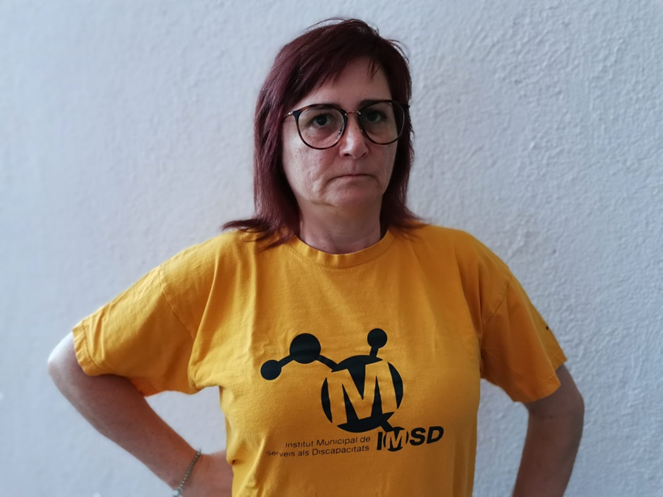 M
Institut Municipal de
Serveis als Discapacitats
IMSD